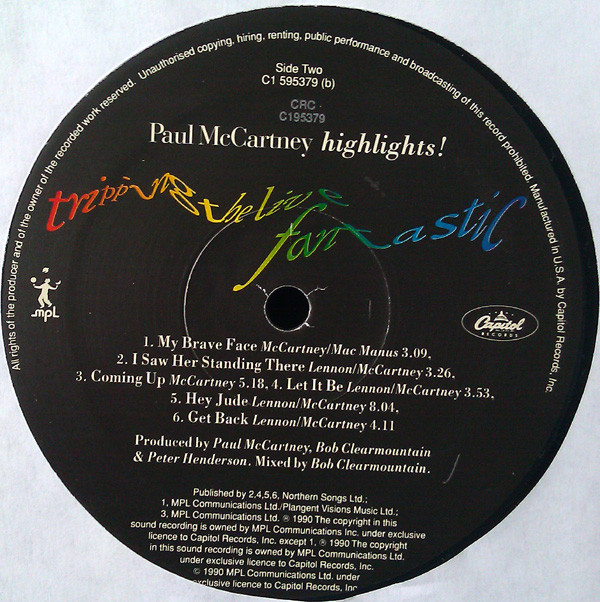 All rights of the producer and of the owner of the recorded work reserved. Unauthorised copying, hiring, renting, public performance and broadcasting of this record prohibited. Manufactured in U.S.A. by Capitol Records, Inc.
Side Two
C1 595379 (b)
CRC -
C195379
Paul McCartney highlights!
tripping the live
fantastic
mpL
Capitol
RECORDS
1. My Brave Face McCartney/Mac Manus 3.09,
2. I Saw Her Standing There Lennon/McCartney 3.26,
3. Coming Up McCartney 5.18, 4. Let It Be Lennon/McCartney 3.53,
5. Hey Jude Lennon/McCartney 8.04,
6. Get Back Lennon/McCartney 4.11
Produced by Paul McCartney, Bob Clearmountain
& Peter Henderson. Mixed by Bob Clearmountain.
Published by 2,4,5,6, Northern Songs Ltd.;
1. MPL Communications Ltd./Plangent Visions Music Ltd.;
3. MPL Communications Ltd. ℗ 1990 The copyright in this
sound recording is owned by MPL Communications Inc. under exclusive
licence to Capitol Records, Inc. except 1, ℗ 1990 The copyright
in this sound recording is owned by MPL Communications Ltd.
under exclusive licence to Capitol Records, Inc.
© 1990 MPL Communications Ltd. under
exclusive licence to Capitol Records, Inc